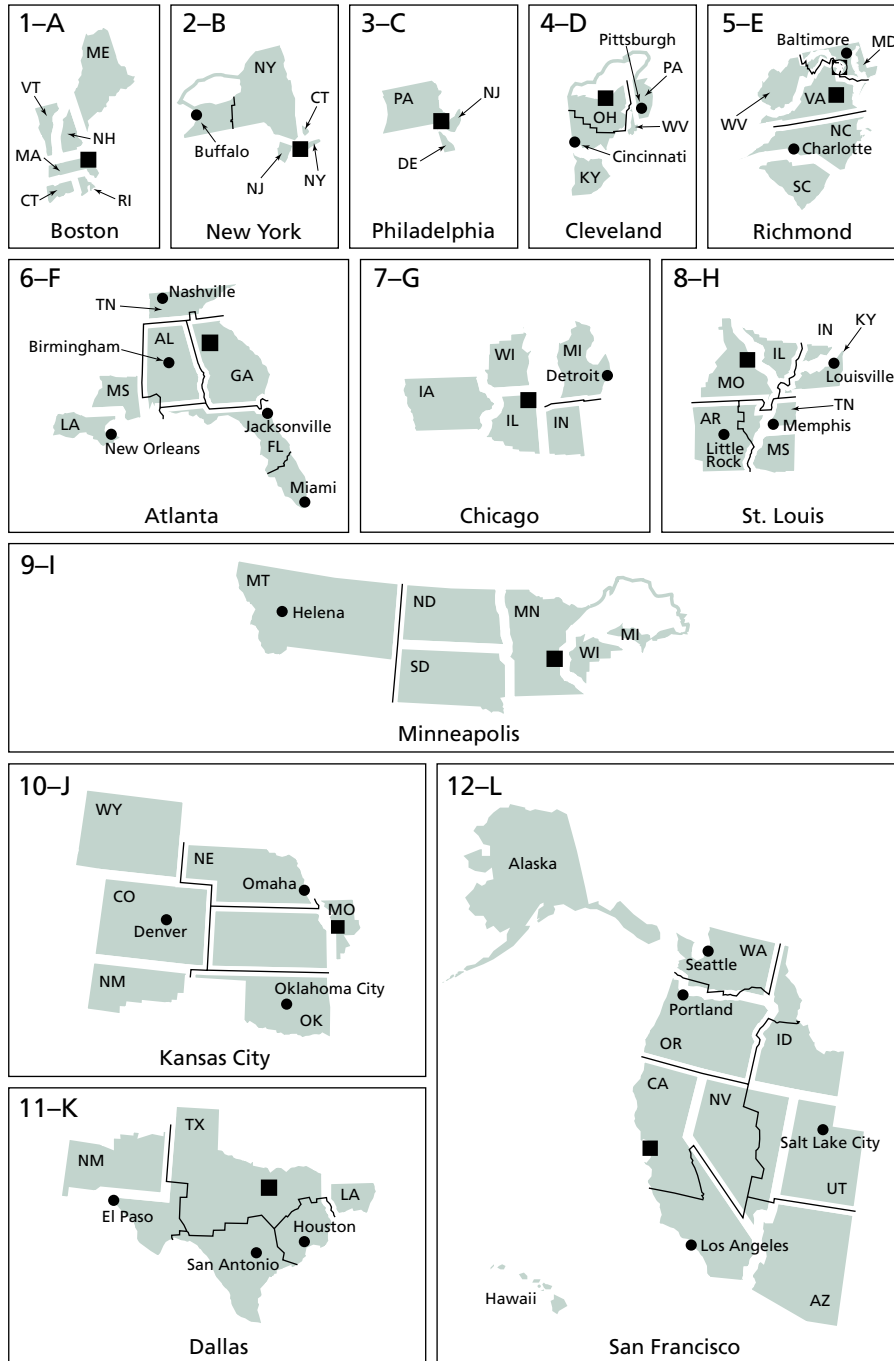 1–A
ME
VT
NH
MA
CT
RI
Boston
2–B
NY
CT
Buffalo
NJ
NY
New York
3–C
PA
NJ
DE
Philadelphia
4–D
Pittsburgh
PA
OH
WV
Cincinnati
KY
Cleveland
5–E
Baltimore
MD
VA
WV
NC
Charlotte
SC
Richmond
6–F
Nashville
TN
AL
Birmingham
GA
MS
LA
Jacksonville
New Orleans
FL
Miami
Atlanta
7–G
WI
MI
Detroit
IA
IL
IN
Chicago
8–H
IN
KY
IL
MO
Louisville
TN
AR
Memphis
Little
Rock
MS
St. Louis
9–I
MT
ND
MN
Helena
MI
WI
SD
Minneapolis
10–J
WY
NE
Omaha
CO
MO
Denver
NM
Oklahoma City
OK
Kansas City
11–K
TX
NM
LA
El Paso
Houston
San Antonio
Dallas
12–L
Alaska
WA
Seattle
Portland
OR
ID
CA
NV
Salt Lake City
UT
Los Angeles
Hawaii
AZ
San Francisco